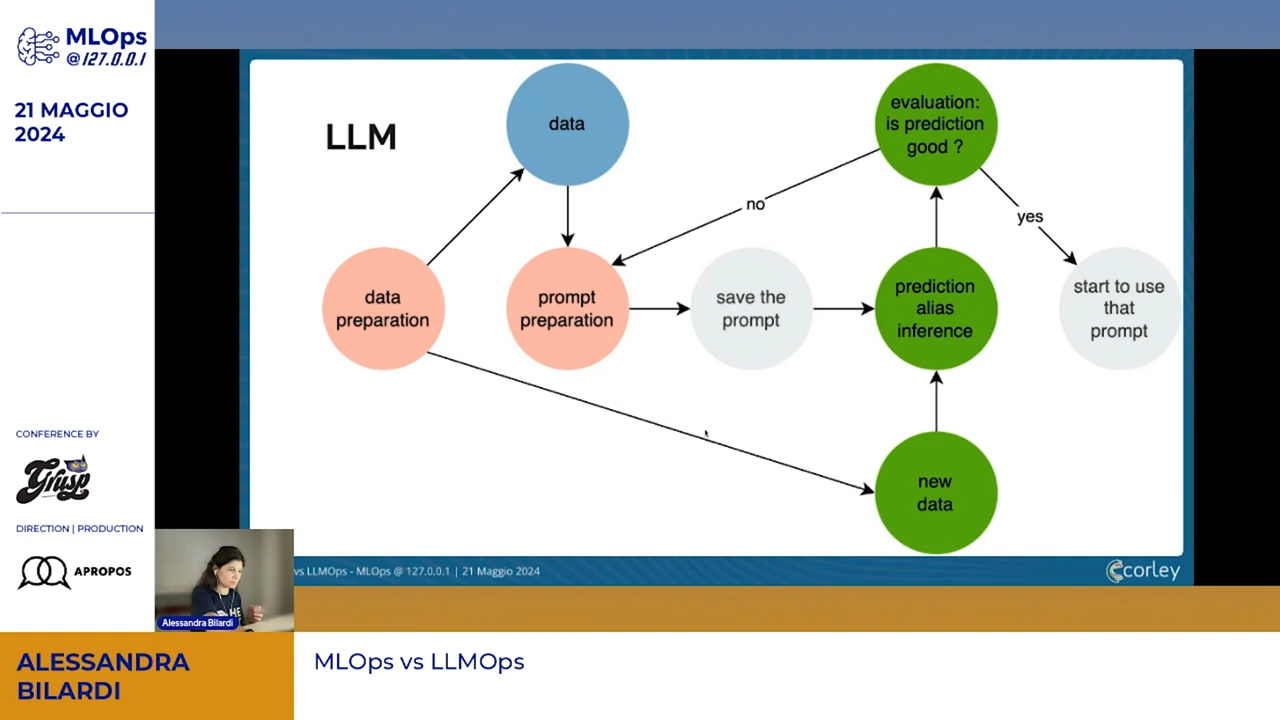 MLOps
@127.0.0.1
21 MAGGIO
2024
CONFERENCE BY
Grusp
DIRECTION | PRODUCTION
APROPOS
LLM
data
evaluation:
is prediction
good ?
no
yes
data
preparation
prompt
preparation
save the
prompt
prediction
alias
inference
start to use
that
prompt
new
data
vs LLMOps - MLOps @ 127.0.0.1 | 21 Maggio 2024
corley
THE
Alessandra Bilardi
ALESSANDRA
BILARDI
MLOps vs LLMOps